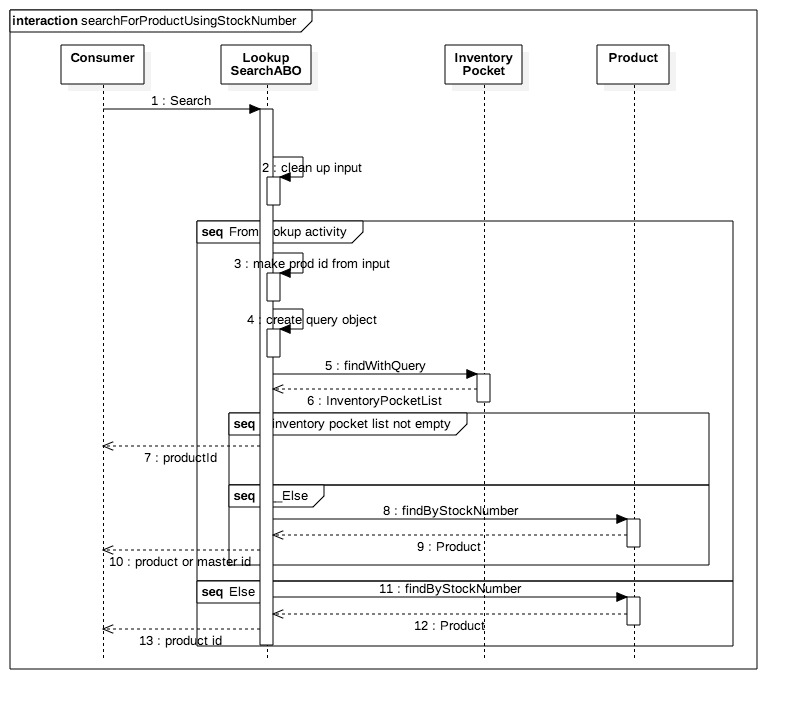 interaction searchForProductUsingStockNumber
Consumer
Lookup
SearchABO
Inventory
Pocket
Product
1 : Search
2 : clean up input
seq From ookup activity
3 : make prod id from input
4 : create query object
5 : findWithQuery
6 : InventoryPocketList
seq inventory pocket list not empty
7 : productId
seq _Else
8 : findByStockNumber
9 : Product
10 : product or master id
seq Else
11 : findByStockNumber
12 : Product
13 : product id